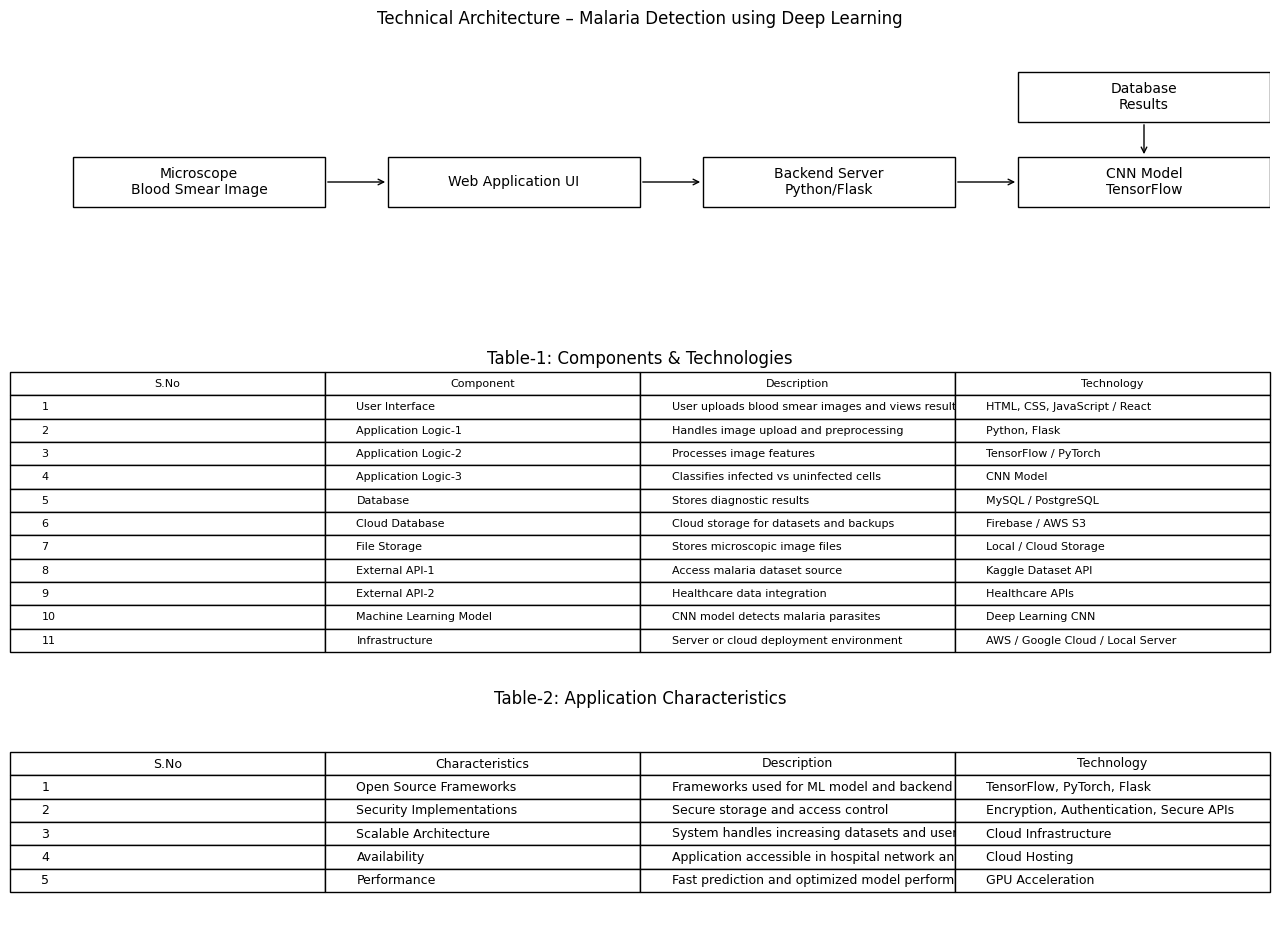 Technical Architecture – Malaria Detection using Deep Learning
Database
Results
Microscope
Blood Smear Image
Web Application UI
Backend Server
Python/Flask
CNN Model
TensorFlow
Table-1: Components & Technologies
S.No Component Description Technology
1 User Interface User uploads blood smear images and views result HTML, CSS, JavaScript / React
2 Application Logic-1 Handles image upload and preprocessing Python, Flask
3 Application Logic-2 Processes image features TensorFlow / PyTorch
4 Application Logic-3 Classifies infected vs uninfected cells CNN Model
5 Database Stores diagnostic results MySQL / PostgreSQL
6 Cloud Database Cloud storage for datasets and backups Firebase / AWS S3
7 File Storage Stores microscopic image files Local / Cloud Storage
8 External API-1 Access malaria dataset source Kaggle Dataset API
9 External API-2 Healthcare data integration Healthcare APIs
10 Machine Learning Model CNN model detects malaria parasites Deep Learning CNN
11 Infrastructure Server or cloud deployment environment AWS / Google Cloud / Local Server
Table-2: Application Characteristics
S.No Characteristics Description Technology
1 Open Source Frameworks Frameworks used for ML model and backend TensorFlow, PyTorch, Flask
2 Security Implementations Secure storage and access control Encryption, Authentication, Secure APIs
3 Scalable Architecture System handles increasing datasets and user Cloud Infrastructure
4 Availability Application accessible in hospital network an Cloud Hosting
5 Performance Fast prediction and optimized model perform GPU Acceleration